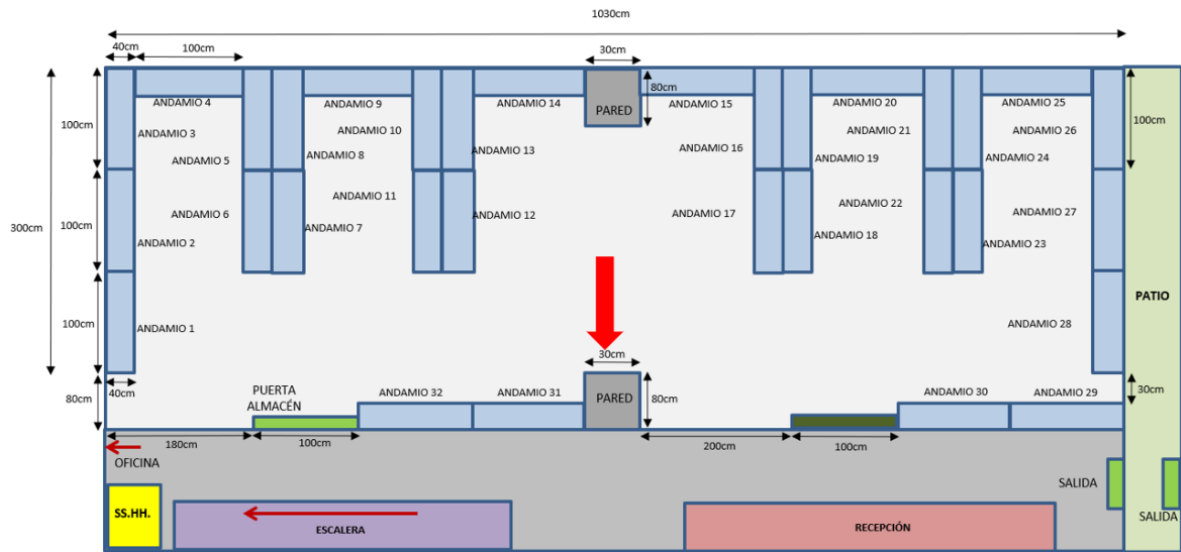 1030cm
40cm
100cm
30cm
ANDAMIO 4
ANDAMIO 9
ANDAMIO 14
PARED
80cm
ANDAMIO 15
ANDAMIO 20
ANDAMIO 25
100cm
ANDAMIO 3
ANDAMIO 10
ANDAMIO 21
ANDAMIO 26
100cm
ANDAMIO 5
ANDAMIO 8
ANDAMIO 13
ANDAMIO 16
ANDAMIO 19
ANDAMIO 24
ANDAMIO 11
ANDAMIO 22
ANDAMIO 6
ANDAMIO 12
ANDAMIO 17
ANDAMIO 27
300cm
100cm
ANDAMIO 7
ANDAMIO 18
ANDAMIO 2
ANDAMIO 23
PATIO
100cm
ANDAMIO 1
ANDAMIO 28
30cm
40cm
PUERTA
ALMACÉN
ANDAMIO 32
ANDAMIO 31
PARED
80cm
ANDAMIO 30
ANDAMIO 29
30cm
80cm
180cm
100cm
200cm
100cm
OFICINA
SALIDA
SS.HH.
ESCALERA
RECEPCIÓN
SALIDA